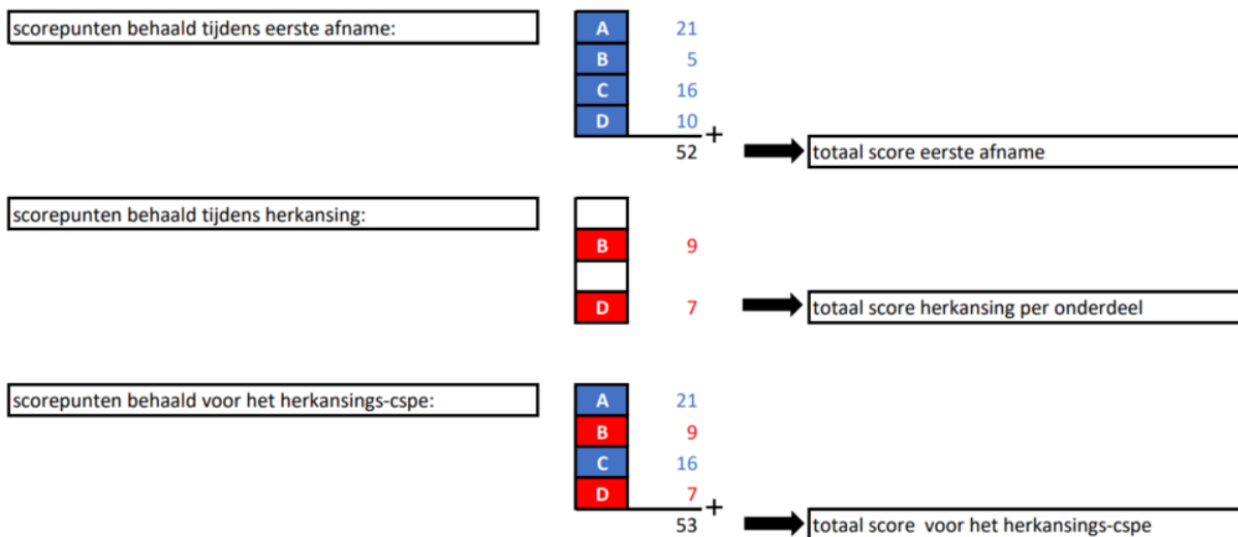 scorepunten behaald tijdens eerste afname: A 21
B 5
C 16
D 10 +
52 totaal score eerste afname
scorepunten behaald tijdens herkansing:
B 9
D 7 totaal score herkansing per onderdeel
scorepunten behaald voor het herkansings-cspe: A 21
B 9
C 16
D 7 +
53 totaal score voor het herkansings-cspe